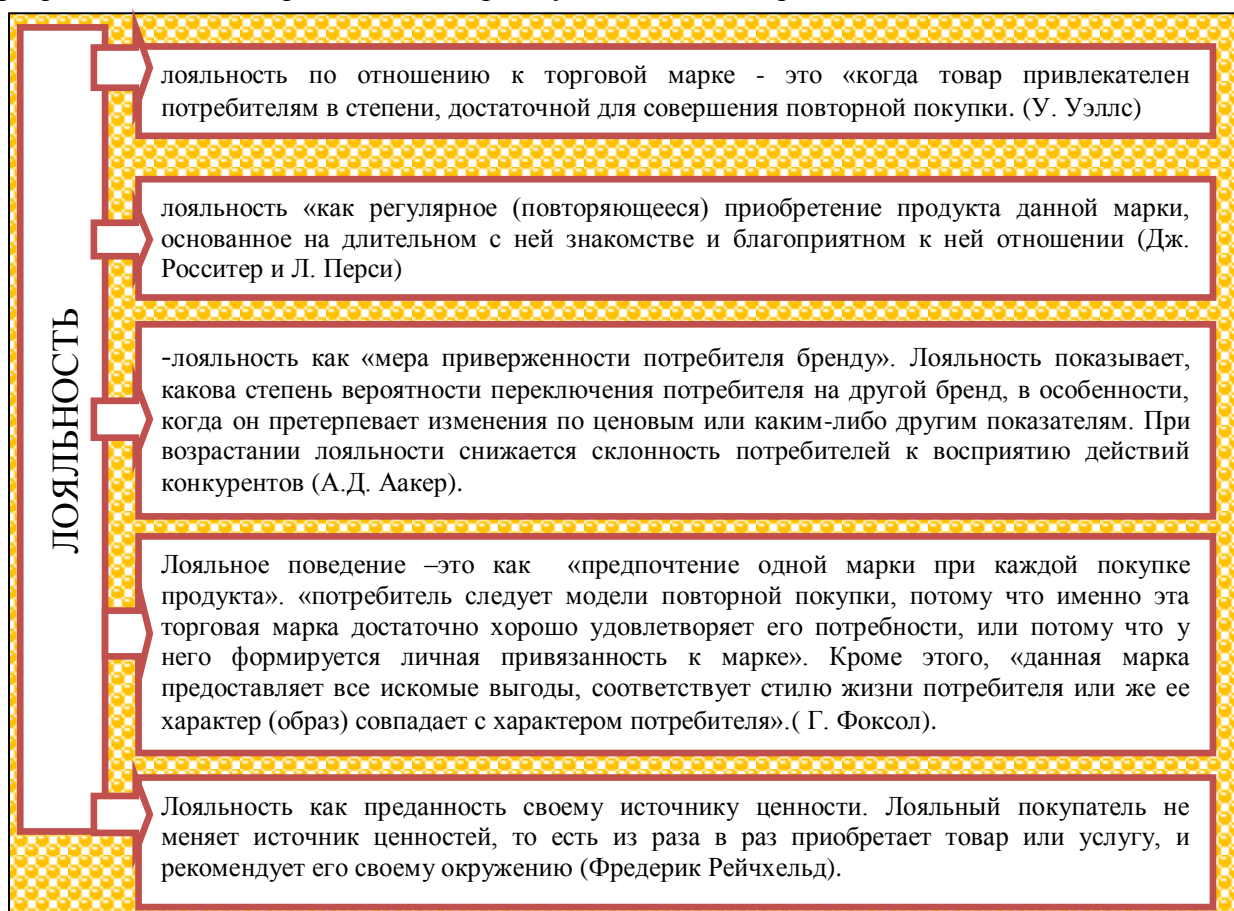 ЛОЯЛЬНОСТЬ
лояльность по отношению к торговой марке - это «когда товар привлекателен
потребителям в степени, достаточной для совершения повторной покупки. (У. Уэллс)
лояльность «как регулярное (повторяющееся) приобретение продукта данной марки,
основанное на длительном с ней знакомстве и благоприятном к ней отношении (Дж.
Росситер и Л. Перси)
-лояльность как «мера приверженности потребителя бренду». Лояльность показывает,
какова степень вероятности переключения потребителя на другой бренд, в особенности,
когда он претерпевает изменения по ценовым или каким-либо другим показателям. При
возрастании лояльности снижается склонность потребителей к восприятию действий
конкурентов (А.Д. Аакер).
Лояльное поведение –это как «предпочтение одной марки при каждой покупке
продукта». «потребитель следует модели повторной покупки, потому что именно эта
торговая марка достаточно хорошо удовлетворяет его потребности, или потому что у
него формируется личная привязанность к марке». Кроме этого, «данная марка
предоставляет все искомые выгоды, соответствует стилю жизни потребителя или же ее
характер (образ) совпадает с характером потребителя».( Г. Фоксол).
Лояльность как преданность своему источнику ценности. Лояльный покупатель не
меняет источник ценностей, то есть из раза в раз приобретает товар или услугу, и
рекомендует его своему окружению (Фредерик Рейчхельд).